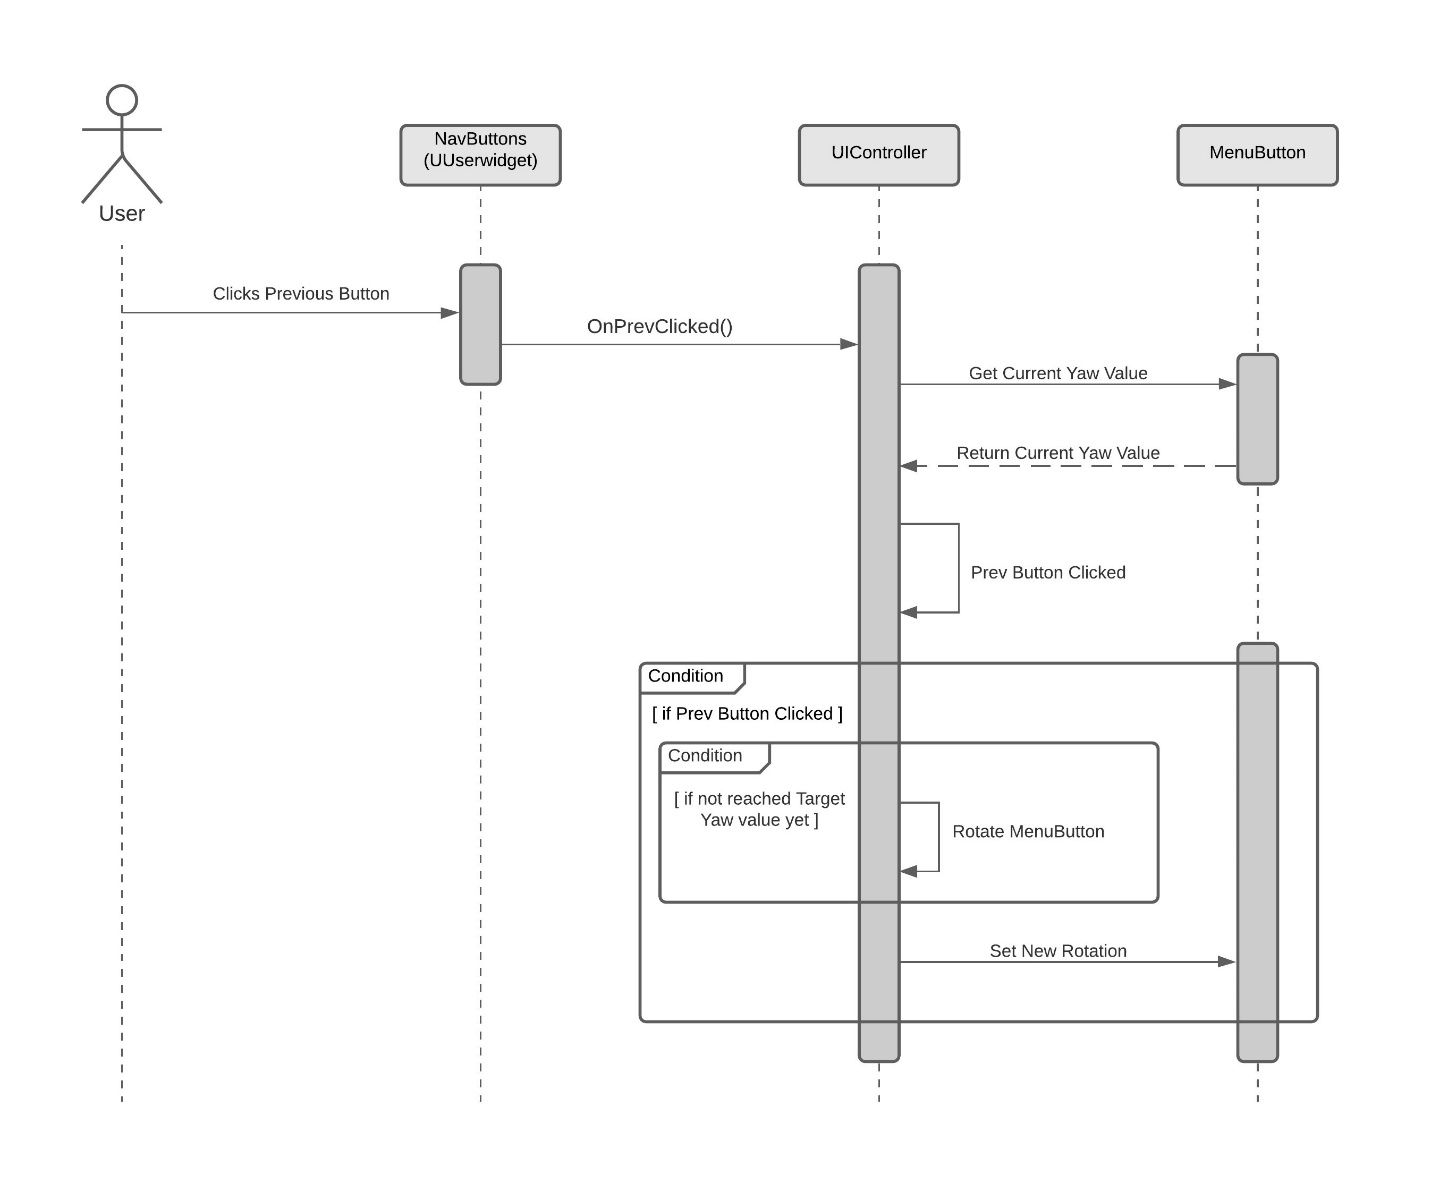 User
NavButtons
(UUserwidget)
UIController
MenuButton
Clicks Previous Button
OnPrevClicked()
Get Current Yaw Value
Return Current Yaw Value
Prev Button Clicked
Condition
[ if Prev Button Clicked ]
Condition
[ if not reached Target
Yaw value yet ]
Rotate MenuButton
Set New Rotation